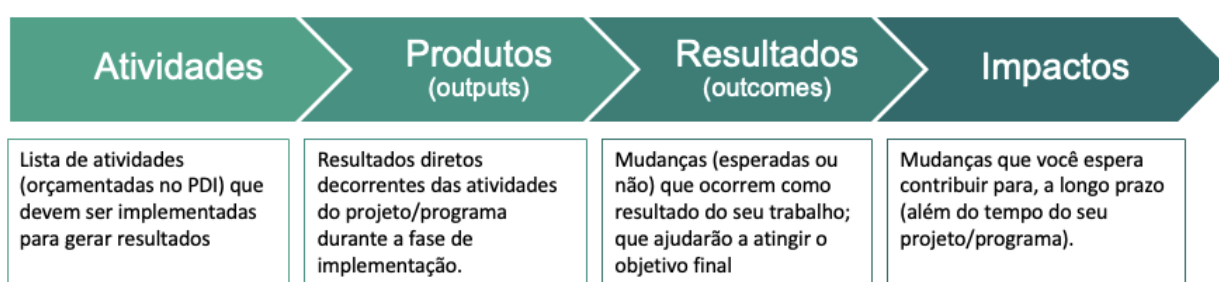 Atividades
Produtos
(outputs)
Resultados
(outcomes)
Impactos
Lista de atividades
(orçamentadas no PDI) que
devem ser implementadas
para gerar resultados
Resultados diretos
decorrentes das atividades
do projeto/programa
durante a fase de
implementação.
Mudanças (esperadas ou
não) que ocorrem como
resultado do seu trabalho;
que ajudarão a atingir o
objetivo final
Mudanças que você espera
contribuir para, a longo prazo
(além do tempo do seu
projeto/programa).